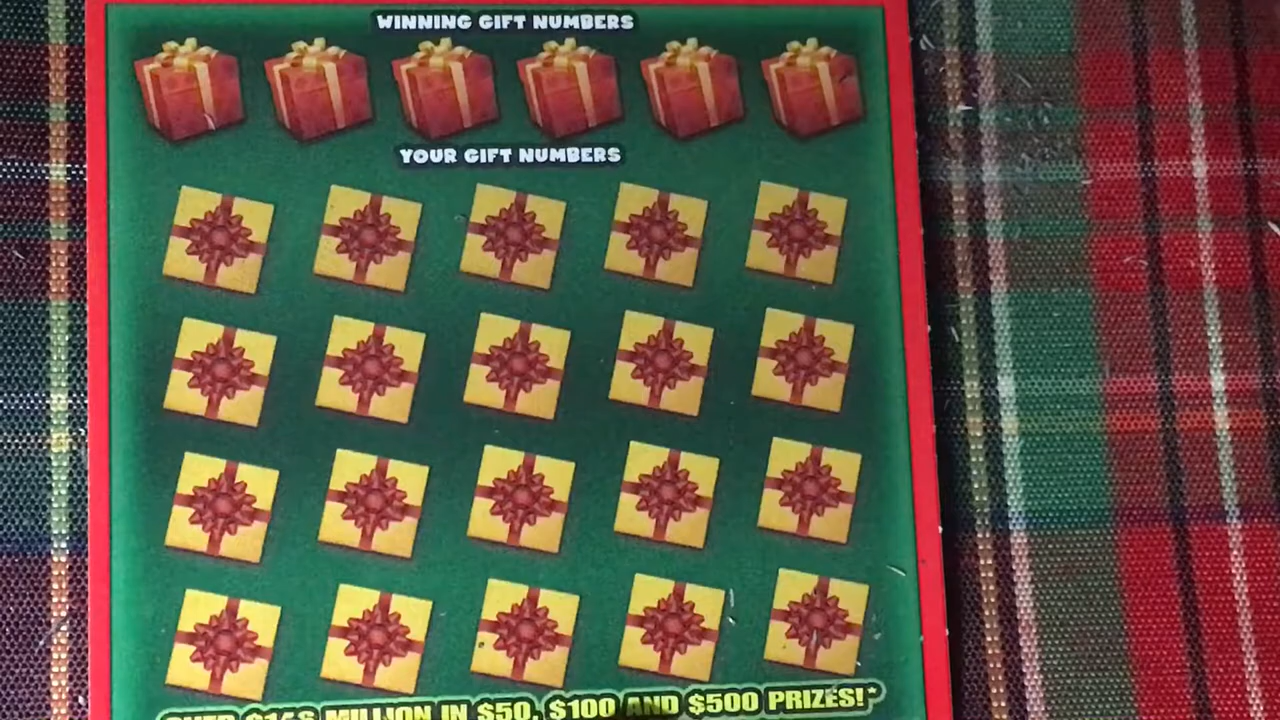 WINNING GIFT NUMBERS
YOUR GIFT NUMBERS
MILLION IN $50, $100 AND $500 PRIZES!*